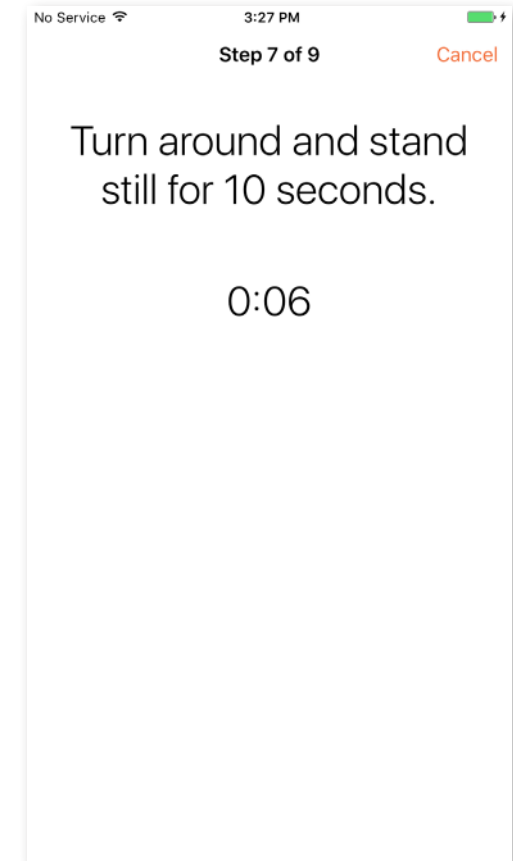 No Service 3:27 PM
Step 7 of 9 Cancel
Turn around and stand
still for 10 seconds.
0:06